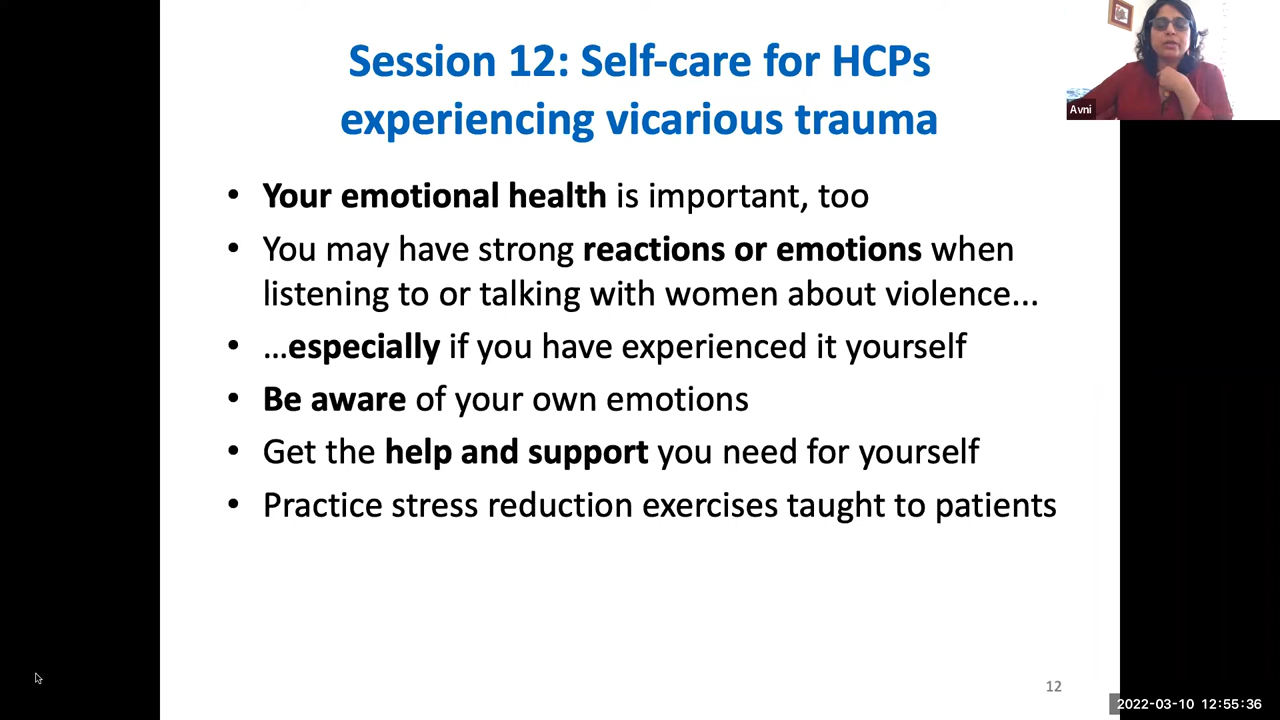 Session 12: Self-care for HCPs
experiencing vicarious trauma
Avni
• Your emotional health is important, too
• You may have strong reactions or emotions when
listening to or talking with women about violence...
• ...especially if you have experienced it yourself
• Be aware of your own emotions
• Get the help and support you need for yourself
• Practice stress reduction exercises taught to patients
12
2022-03-10 12:55:36